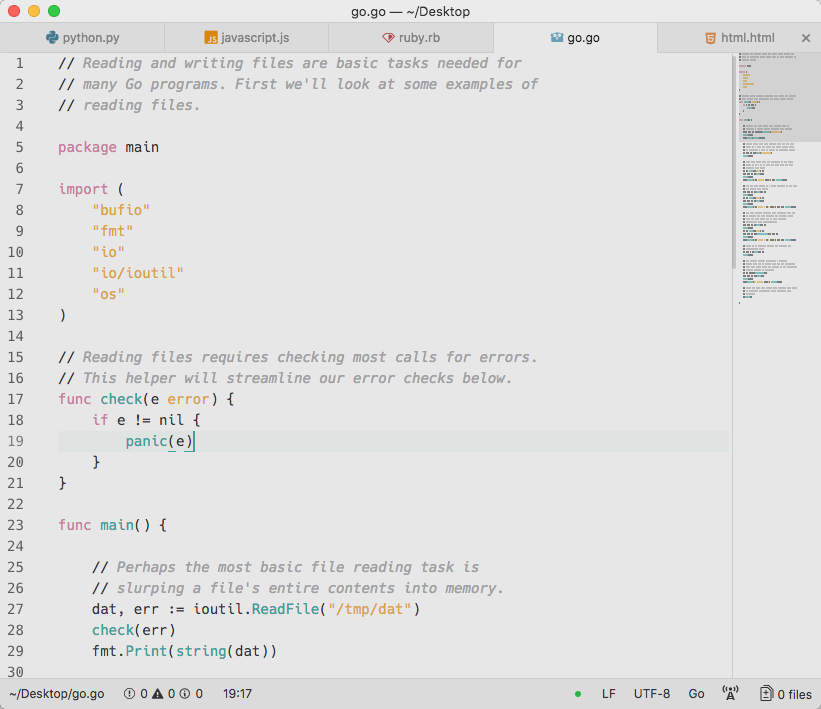 go.go — ~/Desktop
python.py JS javascript.js ruby.rb go.go html.html
1 // Reading and writing files are basic tasks needed for
2 // many Go programs. First we'll look at some examples of
3 // reading files.
4
5 package main
6
7 import (
8 "bufio"
9 "fmt"
10 "io"
11 "io/ioutil"
12 "os"
13 )
14
15 // Reading files requires checking most calls for errors.
16 // This helper will streamline our error checks below.
17 func check(e error) {
18 if e != nil {
19 panic(e)
20 }
21 }
22
23 func main() {
24
25 // Perhaps the most basic file reading task is
26 // slurping a file's entire contents into memory.
27 dat, err := ioutil.ReadFile("/tmp/dat")
28 check(err)
29 fmt.Print(string(dat))
30
~/Desktop/go.go 0 0 0 19:17 LF UTF-8 Go 0 files